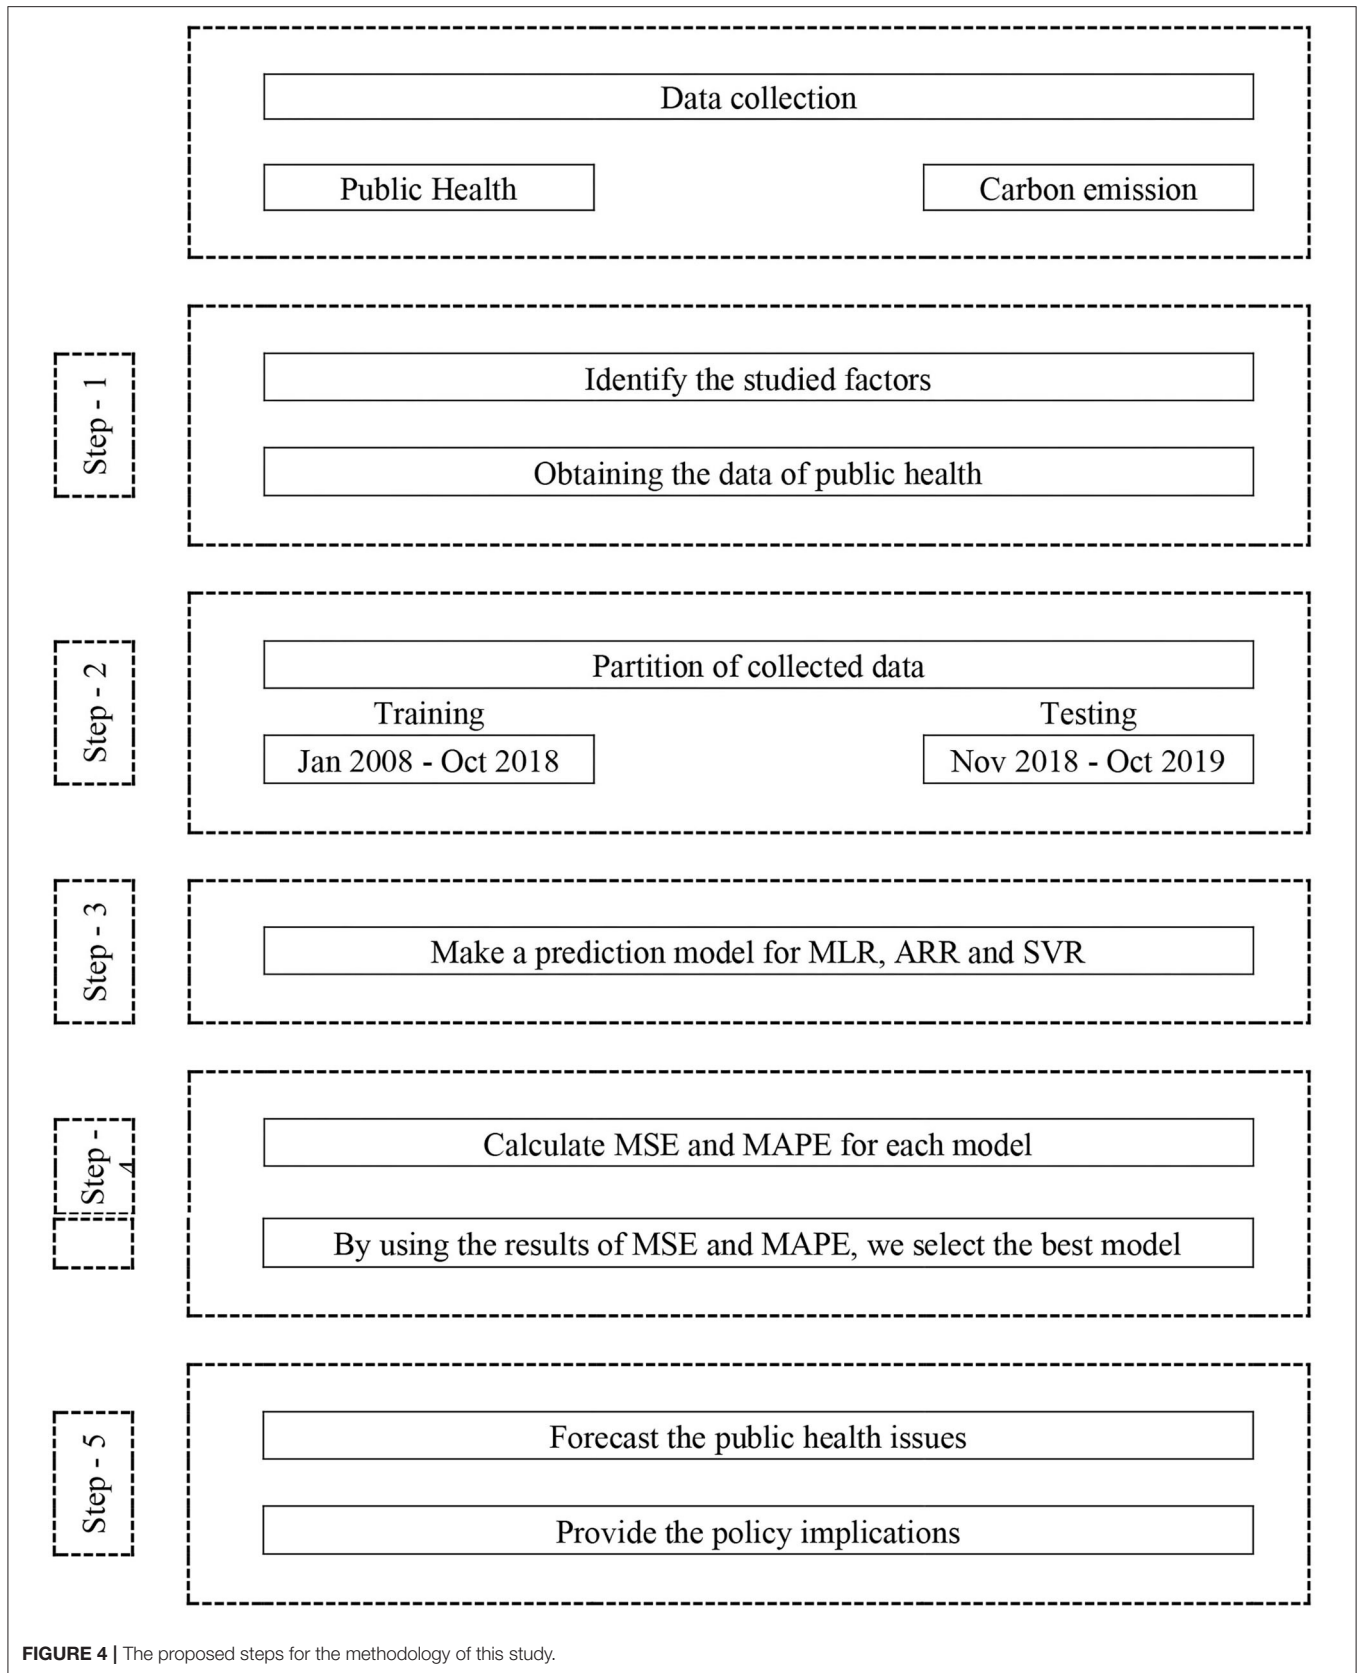 Data collection
Public Health
Carbon emission
Step - 1
Identify the studied factors
Obtaining the data of public health
Step - 2
Partition of collected data
Training
Testing
Jan 2008 - Oct 2018
Nov 2018 - Oct 2019
Step - 3
Make a prediction model for MLR, ARR and SVR
Step -
4
Calculate MSE and MAPE for each model
By using the results of MSE and MAPE, we select the best model
Step - 5
Forecast the public health issues
Provide the policy implications
FIGURE 4 | The proposed steps for the methodology of this study.